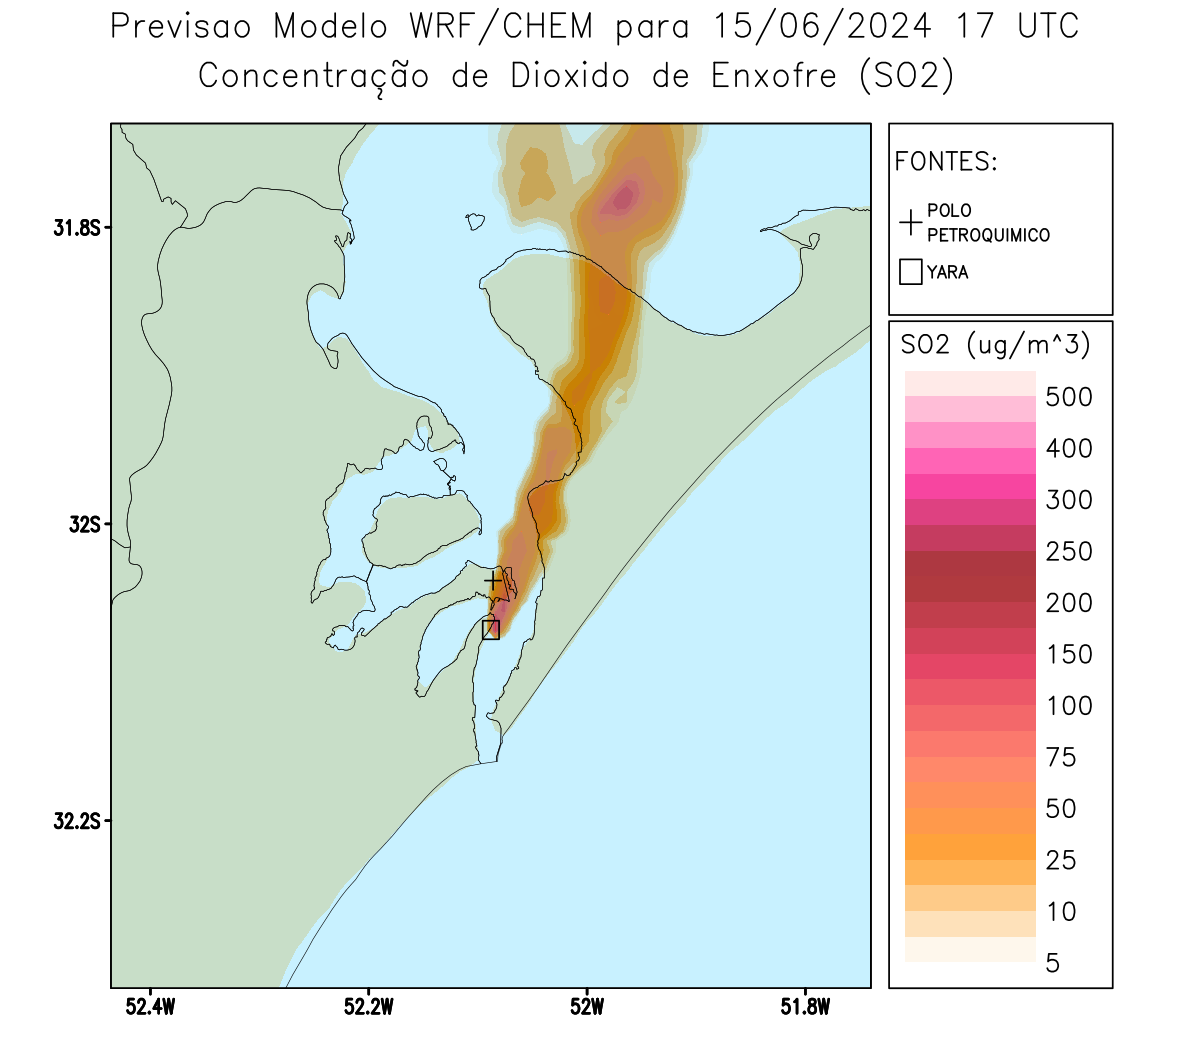 Previsao Modelo WRF/CHEM para 15/06/2024 17 UTC
Concentração de Dioxido de Enxofre (SO2)
FONTES:
POLO
PETROQUIMICO
YARA
SO2 (ug/m^3)
500
400
300
250
200
150
100
75
50
25
10
5
31.8S
32S
32.2S
52.4W
52.2W
52W
51.8W